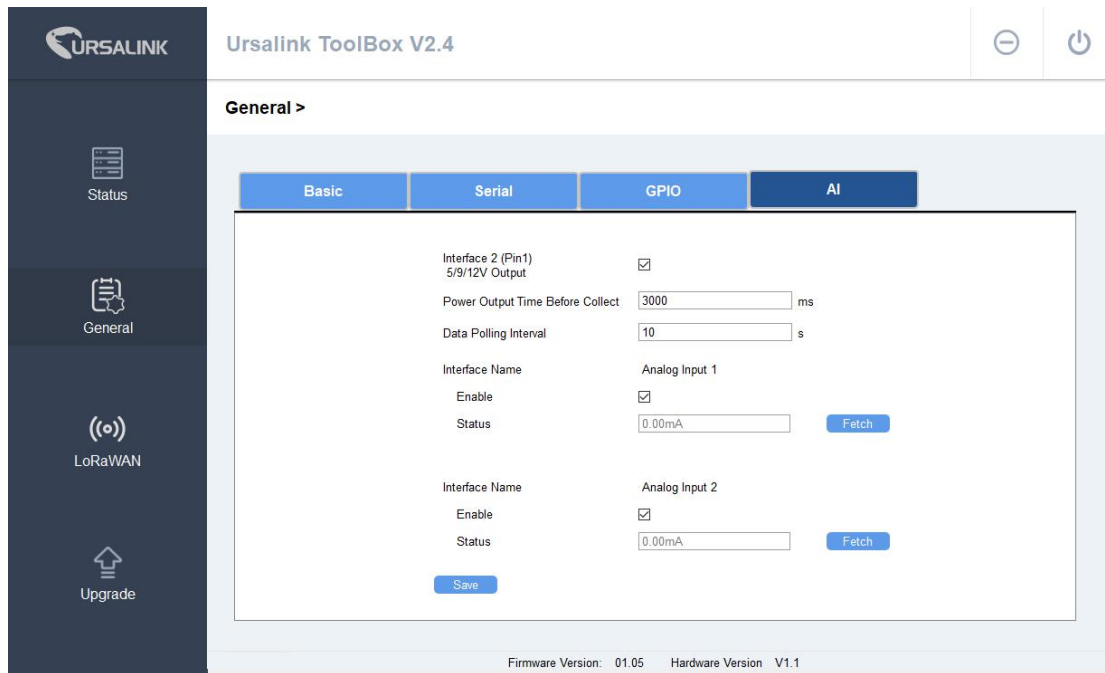 URSALINK
Ursalink ToolBox V2.4
General >
Status
General
LoRaWAN
Upgrade
Basic Serial GPIO AI
Interface 2 (Pin1)
5/9/12V Output
Power Output Time Before Collect 3000 ms
Data Polling Interval 10 s
Interface Name Analog Input 1
Enable
Status 0.00mA Fetch
Interface Name Analog Input 2
Enable
Status 0.00mA Fetch
Save
Firmware Version: 01.05 Hardware Version V1.1